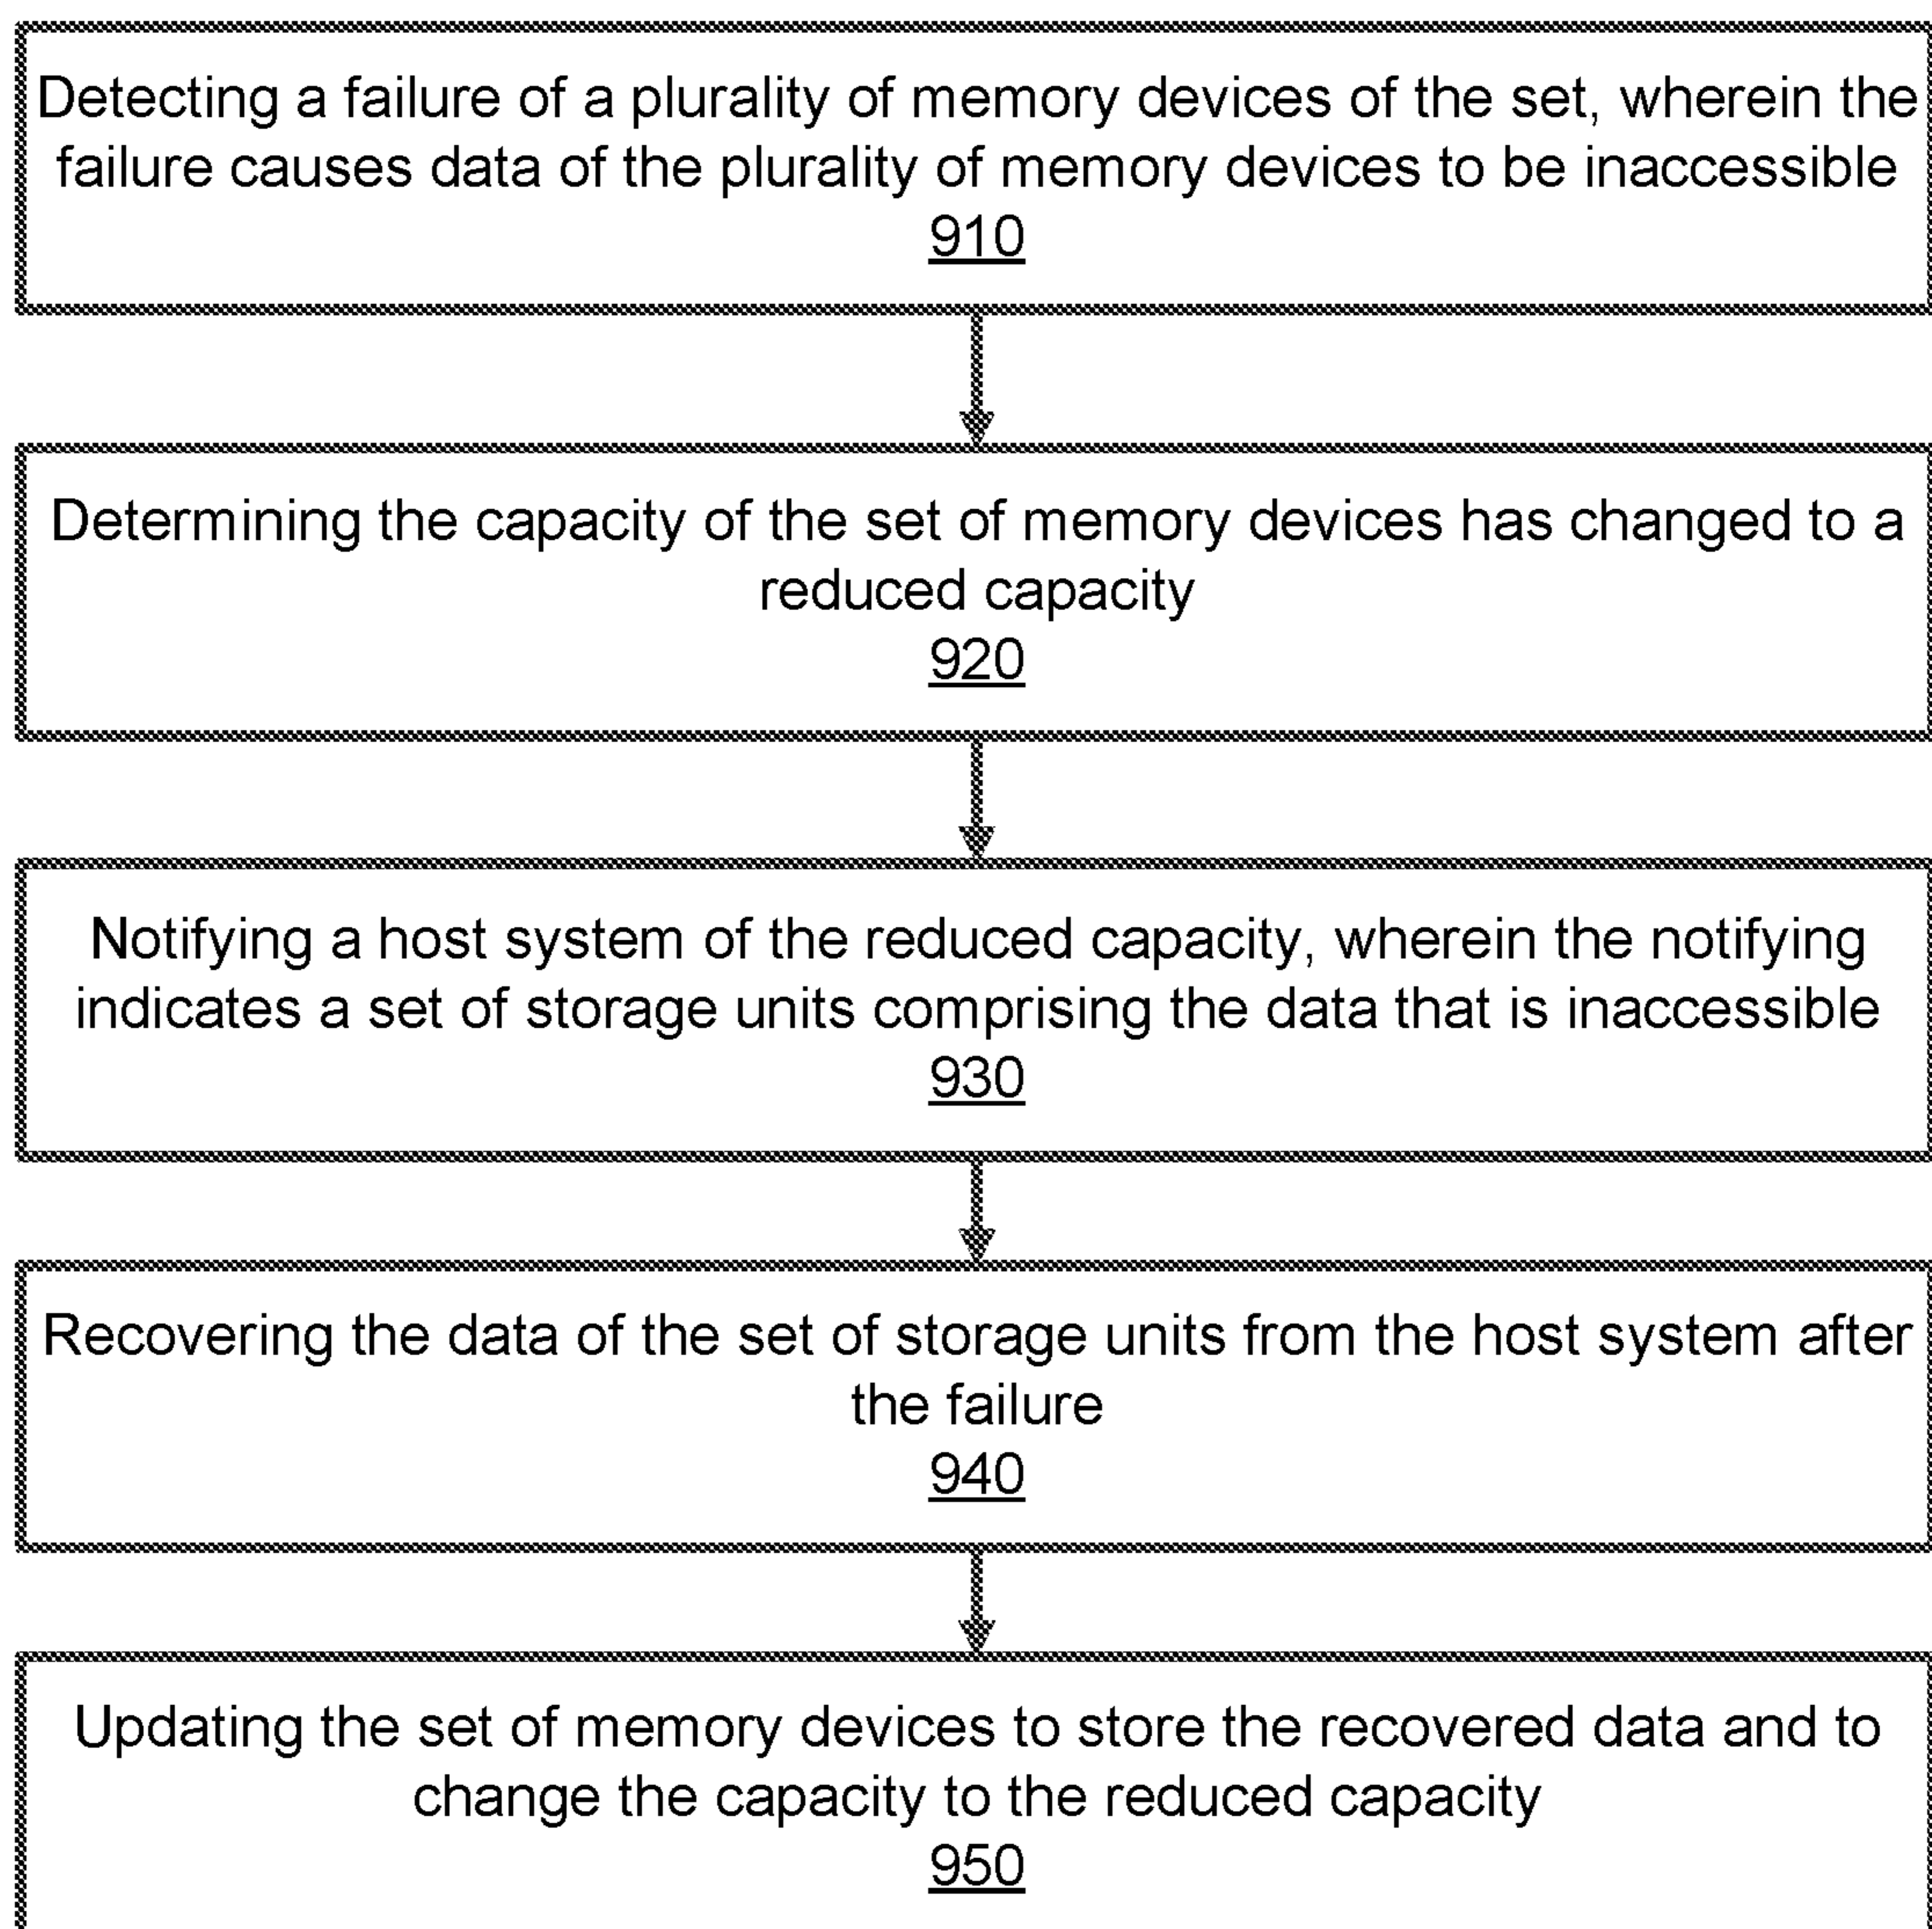 Detecting a failure of a plurality of memory devices of the set, wherein the
failure causes data of the plurality of memory devices to be inaccessible
910
Determining the capacity of the set of memory devices has changed to a
reduced capacity
920
Notifying a host system of the reduced capacity, wherein the notifying
indicates a set of storage units comprising the data that is inaccessible
930
Recovering the data of the set of storage units from the host system after
the failure
940
Updating the set of memory devices to store the recovered data and to
change the capacity to the reduced capacity
950